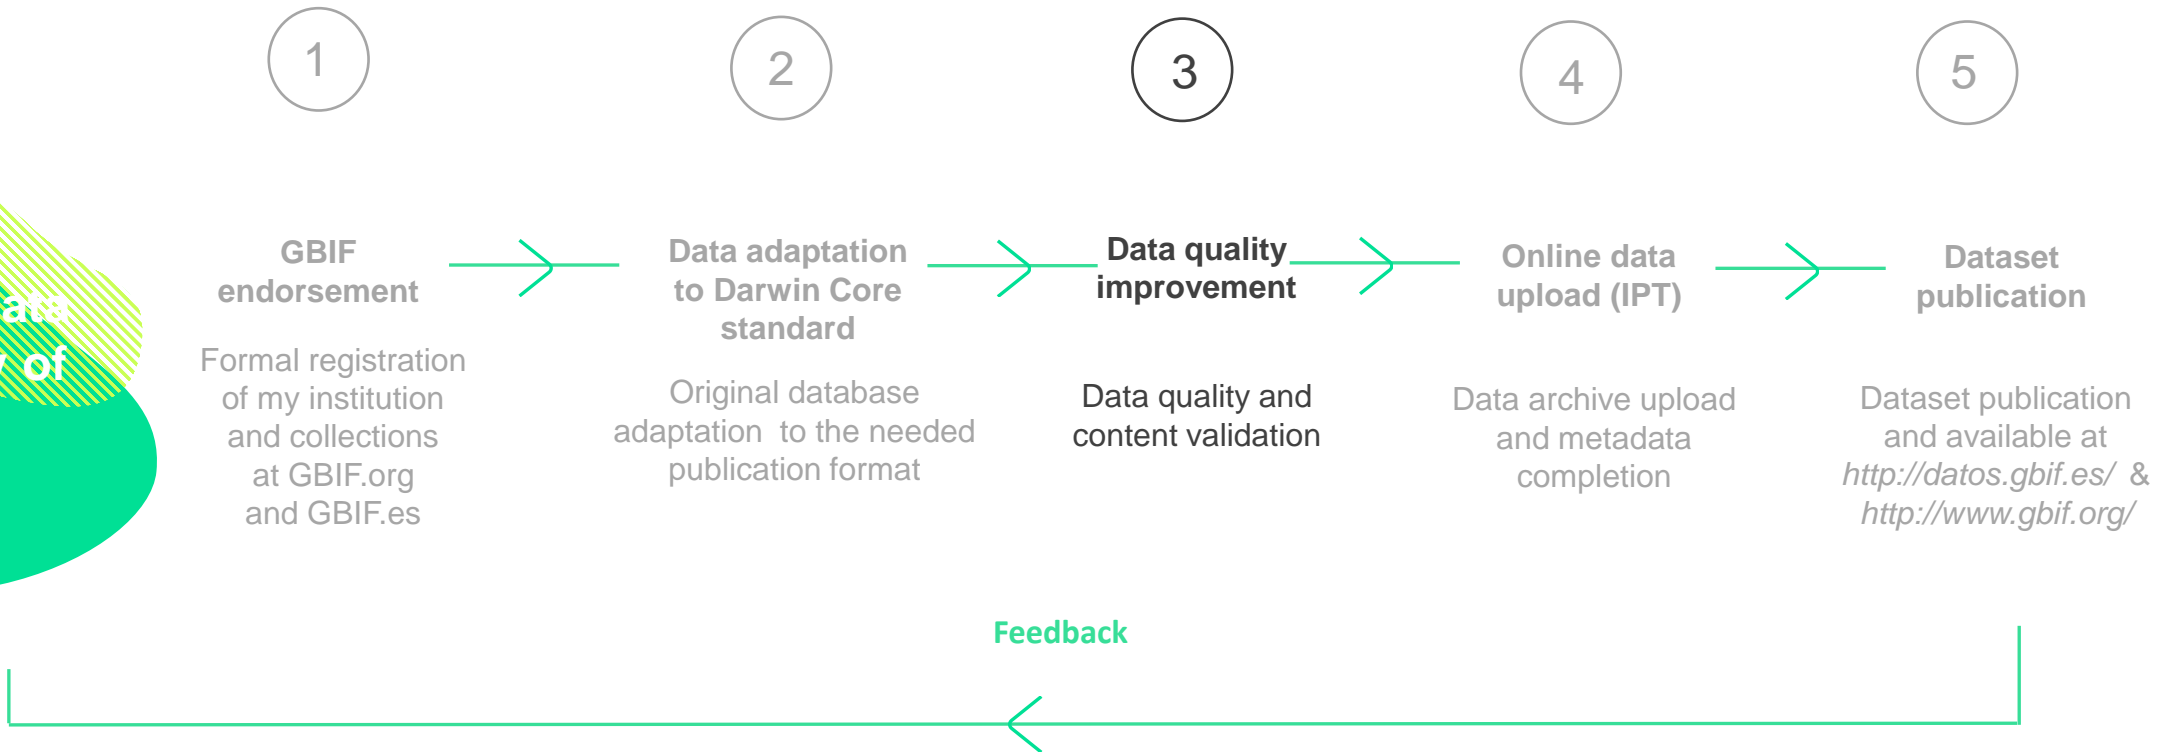 1
2
3
4
5
GBIF
endorsement
Formal registration
of my institution
and collections
at GBIF.org
and GBIF.es
Data adaptation
to Darwin Core
standard
Original database
adaptation to the needed
publication format
Data quality
improvement
Data quality and
content validation
Online data
upload (IPT)
Data archive upload
and metadata
completion
Dataset
publication
Dataset publication
and available at
http://datos.gbif.es/ &
http://www.gbif.org/
of
Feedback